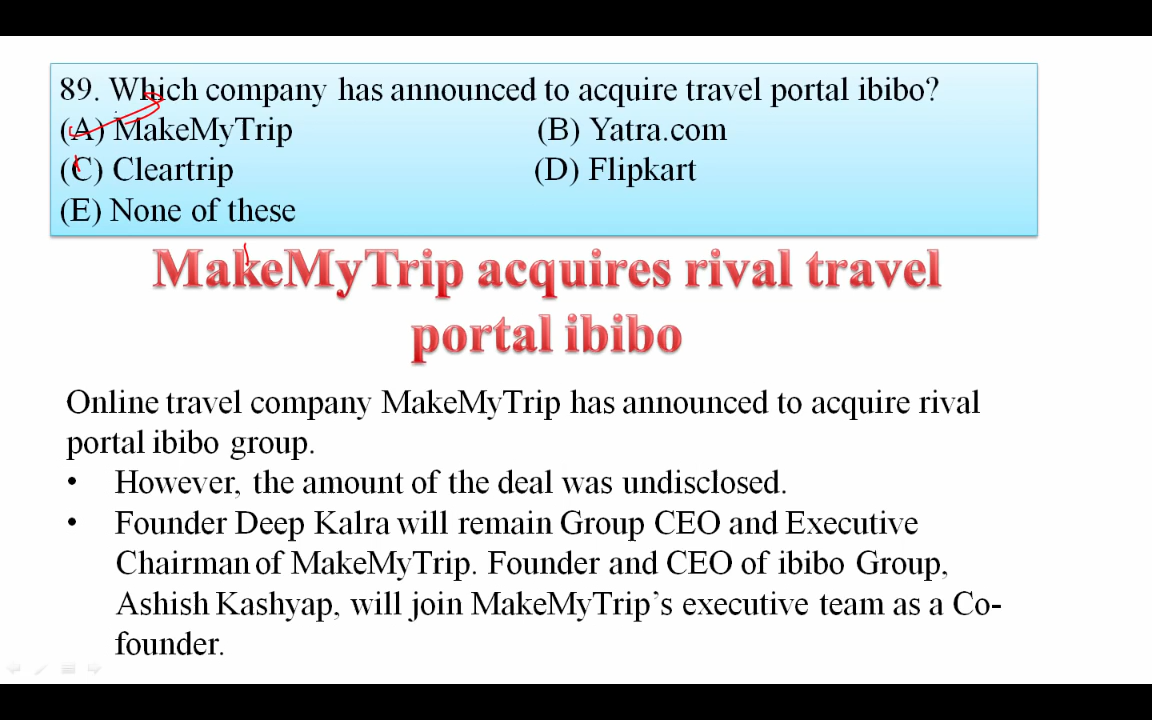 89. Which company has announced to acquire travel portal ibibo?
(A) MakeMyTrip (B) Yatra.com
(C) Cleartrip (D) Flipkart
(E) None of these
MakeMyTrip acquires rival travel
portal ibibo
Online travel company MakeMyTrip has announced to acquire rival
portal ibibo group.
• However, the amount of the deal was undisclosed.
• Founder Deep Kalra will remain Group CEO and Executive
Chairman of MakeMyTrip. Founder and CEO of ibibo Group,
Ashish Kashyap, will join MakeMyTrip’s executive team as a Co-
founder.